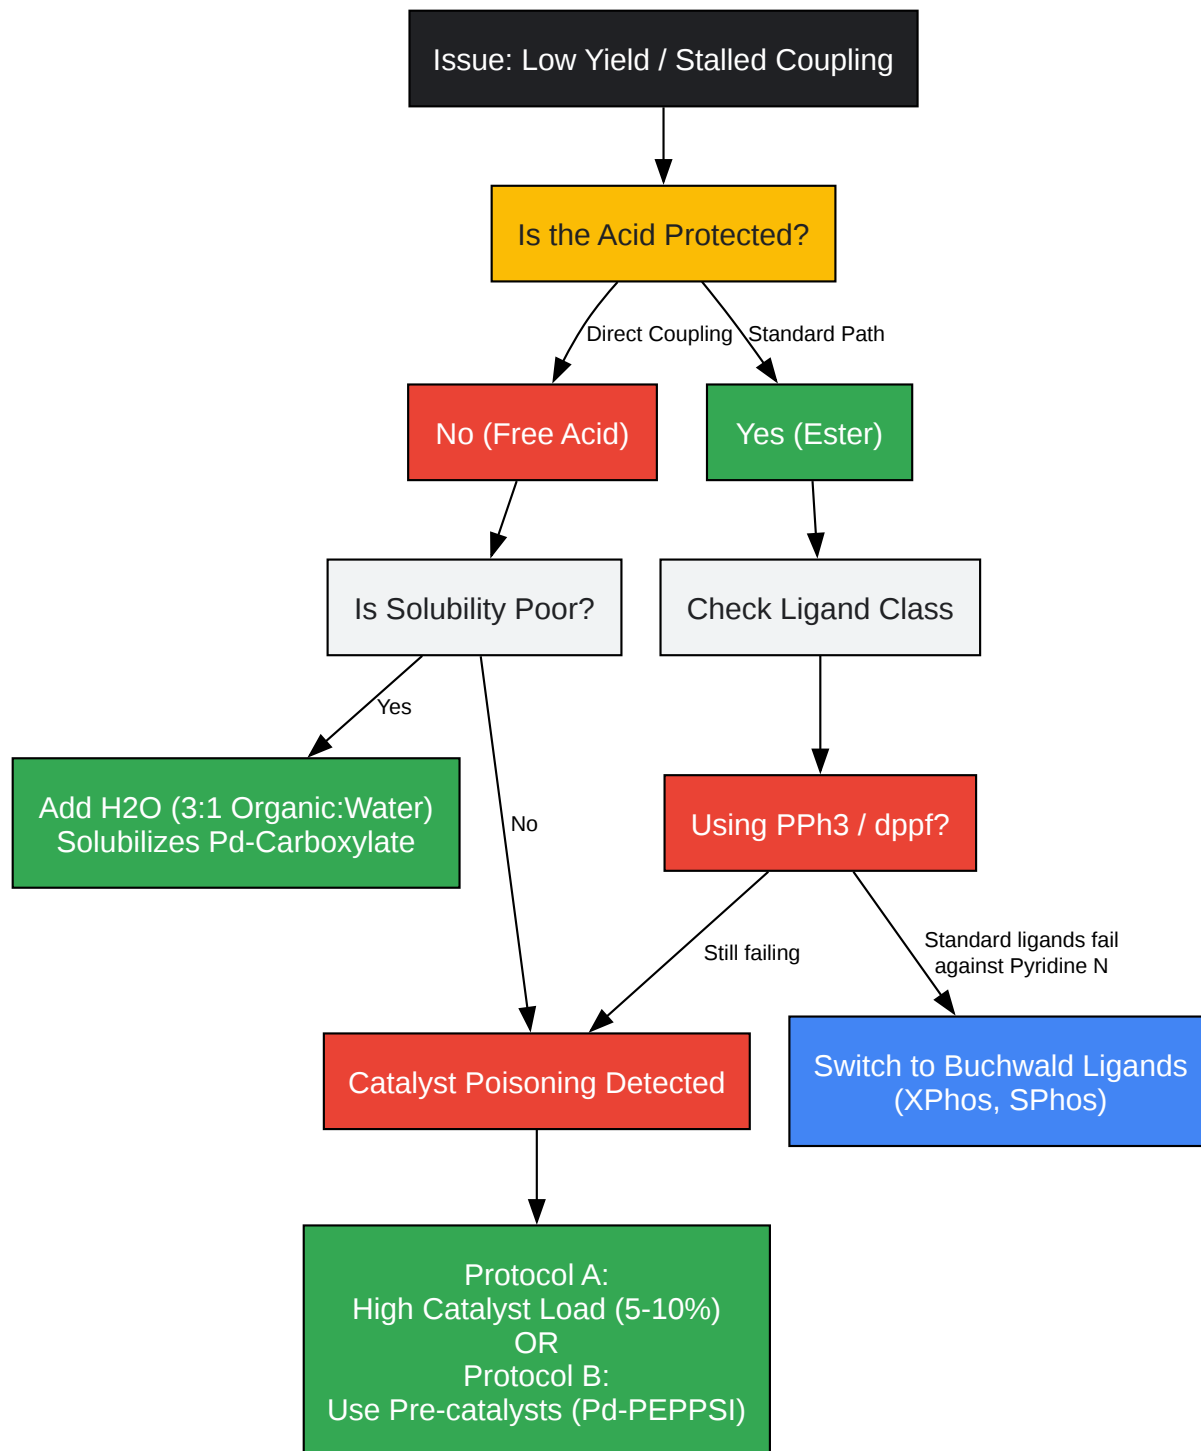 Issue: Low Yield / Stalled Coupling
Is the Acid Protected?
Direct Coupling
Standard Path
No (Free Acid)
Yes (Ester)
Is Solubility Poor?
Check Ligand Class
Yes
Add H2O (3:1 Organic:Water)
Solubilizes Pd-Carboxylate
No
Using PPh3 / dppf?
Still failing
Standard ligands fail
against Pyridine N
Catalyst Poisoning Detected
Switch to Buchwald Ligands
(XPhos, SPhos)
Protocol A:
High Catalyst Load (5-10%)
OR
Protocol B:
Use Pre-catalysts (Pd-PEPPSI)